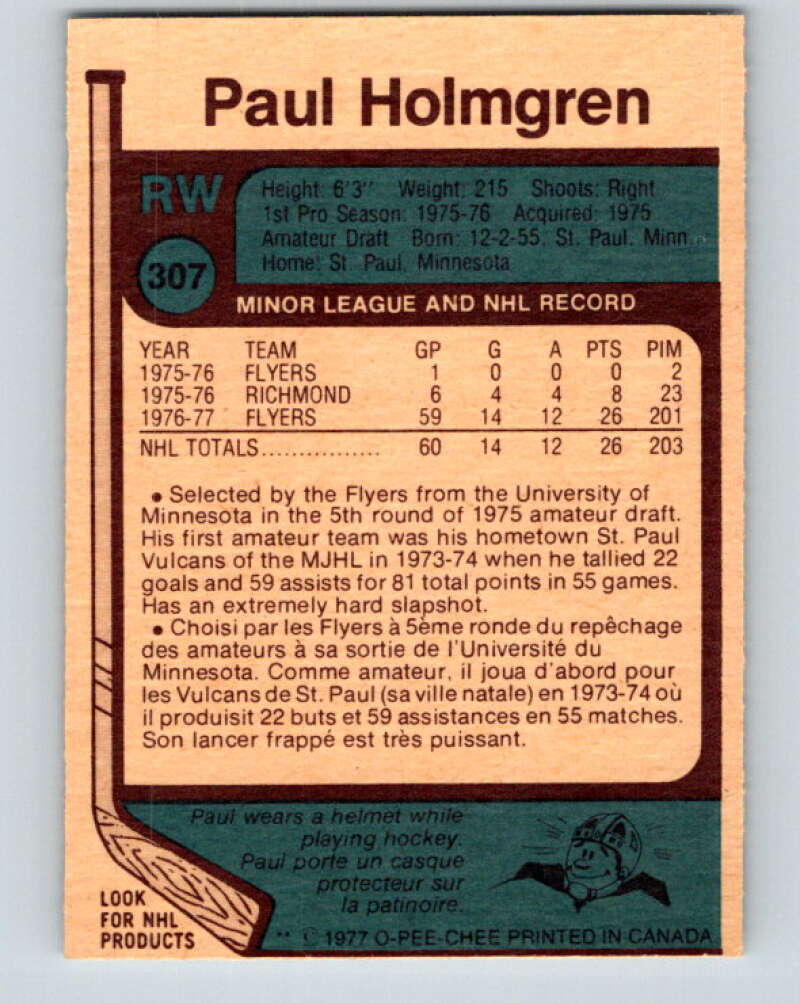 Paul Holmgren
RW
Height: 6'3" Weight: 215 Shoots: Right
1st Pro Season: 1975-76 Acquired: 1975
Amateur Draft Born: 12-2-55. St. Paul. Minn.
Home: St. Paul, Minnesota
307
MINOR LEAGUE AND NHL RECORD
YEAR TEAM GP G A PTS PIM
1975-76 FLYERS 1 0 0 0 2
1975-76 RICHMOND 6 4 4 8 23
1976-77 FLYERS 59 14 12 26 201
NHL TOTALS................ 60 14 12 26 203
• Selected by the Flyers from the University of
Minnesota in the 5th round of 1975 amateur draft.
His first amateur team was his hometown St. Paul
Vulcans of the MJHL in 1973-74 when he tallied 22
goals and 59 assists for 81 total points in 55 games.
Has an extremely hard slapshot.
• Choisi par les Flyers à 5ème ronde du repêchage
des amateurs à sa sortie de l'Université du
Minnesota. Comme amateur, il joua d'abord pour
les Vulcans de St. Paul (sa ville natale) en 1973-74 où
il produisit 22 buts et 59 assistances en 55 matches.
Son lancer frappé est très puissant.
Paul wears a helmet while
playing hockey.
Paul porte un casque
protecteur sur
la patinoire.
LOOK
FOR NHL
PRODUCTS
** © 1977 O-PEE-CHEE PRINTED IN CANADA